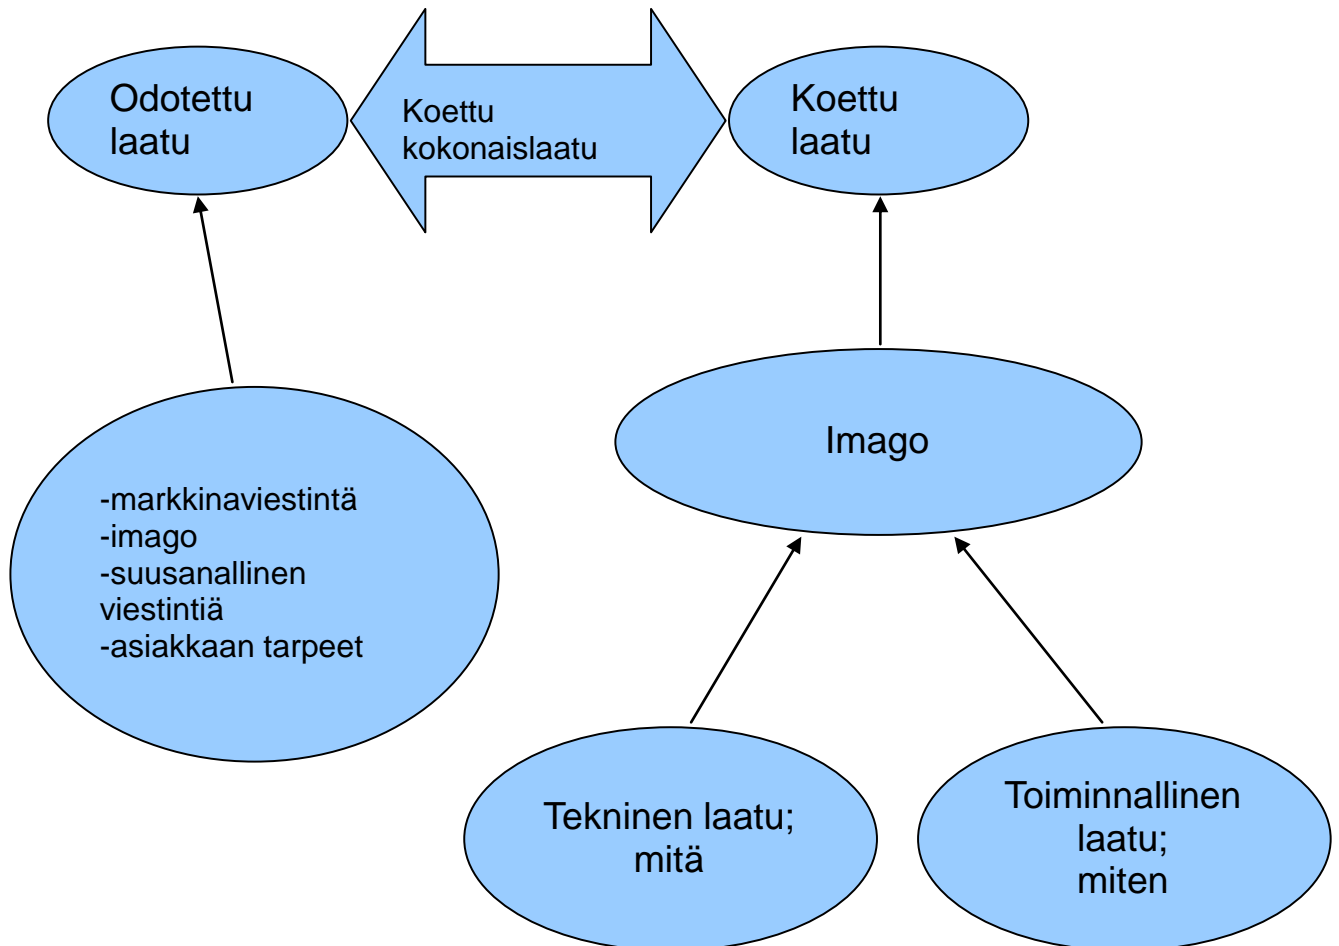 Odotettu
laatu
Koettu
kokonaislaatu
Koettu
laatu
-markkinaviestintä
-imago
-suusanallinen
viestintiä
-asiakkaan tarpeet
Imago
Tekninen laatu;
mitä
Toiminnallinen
laatu;
miten